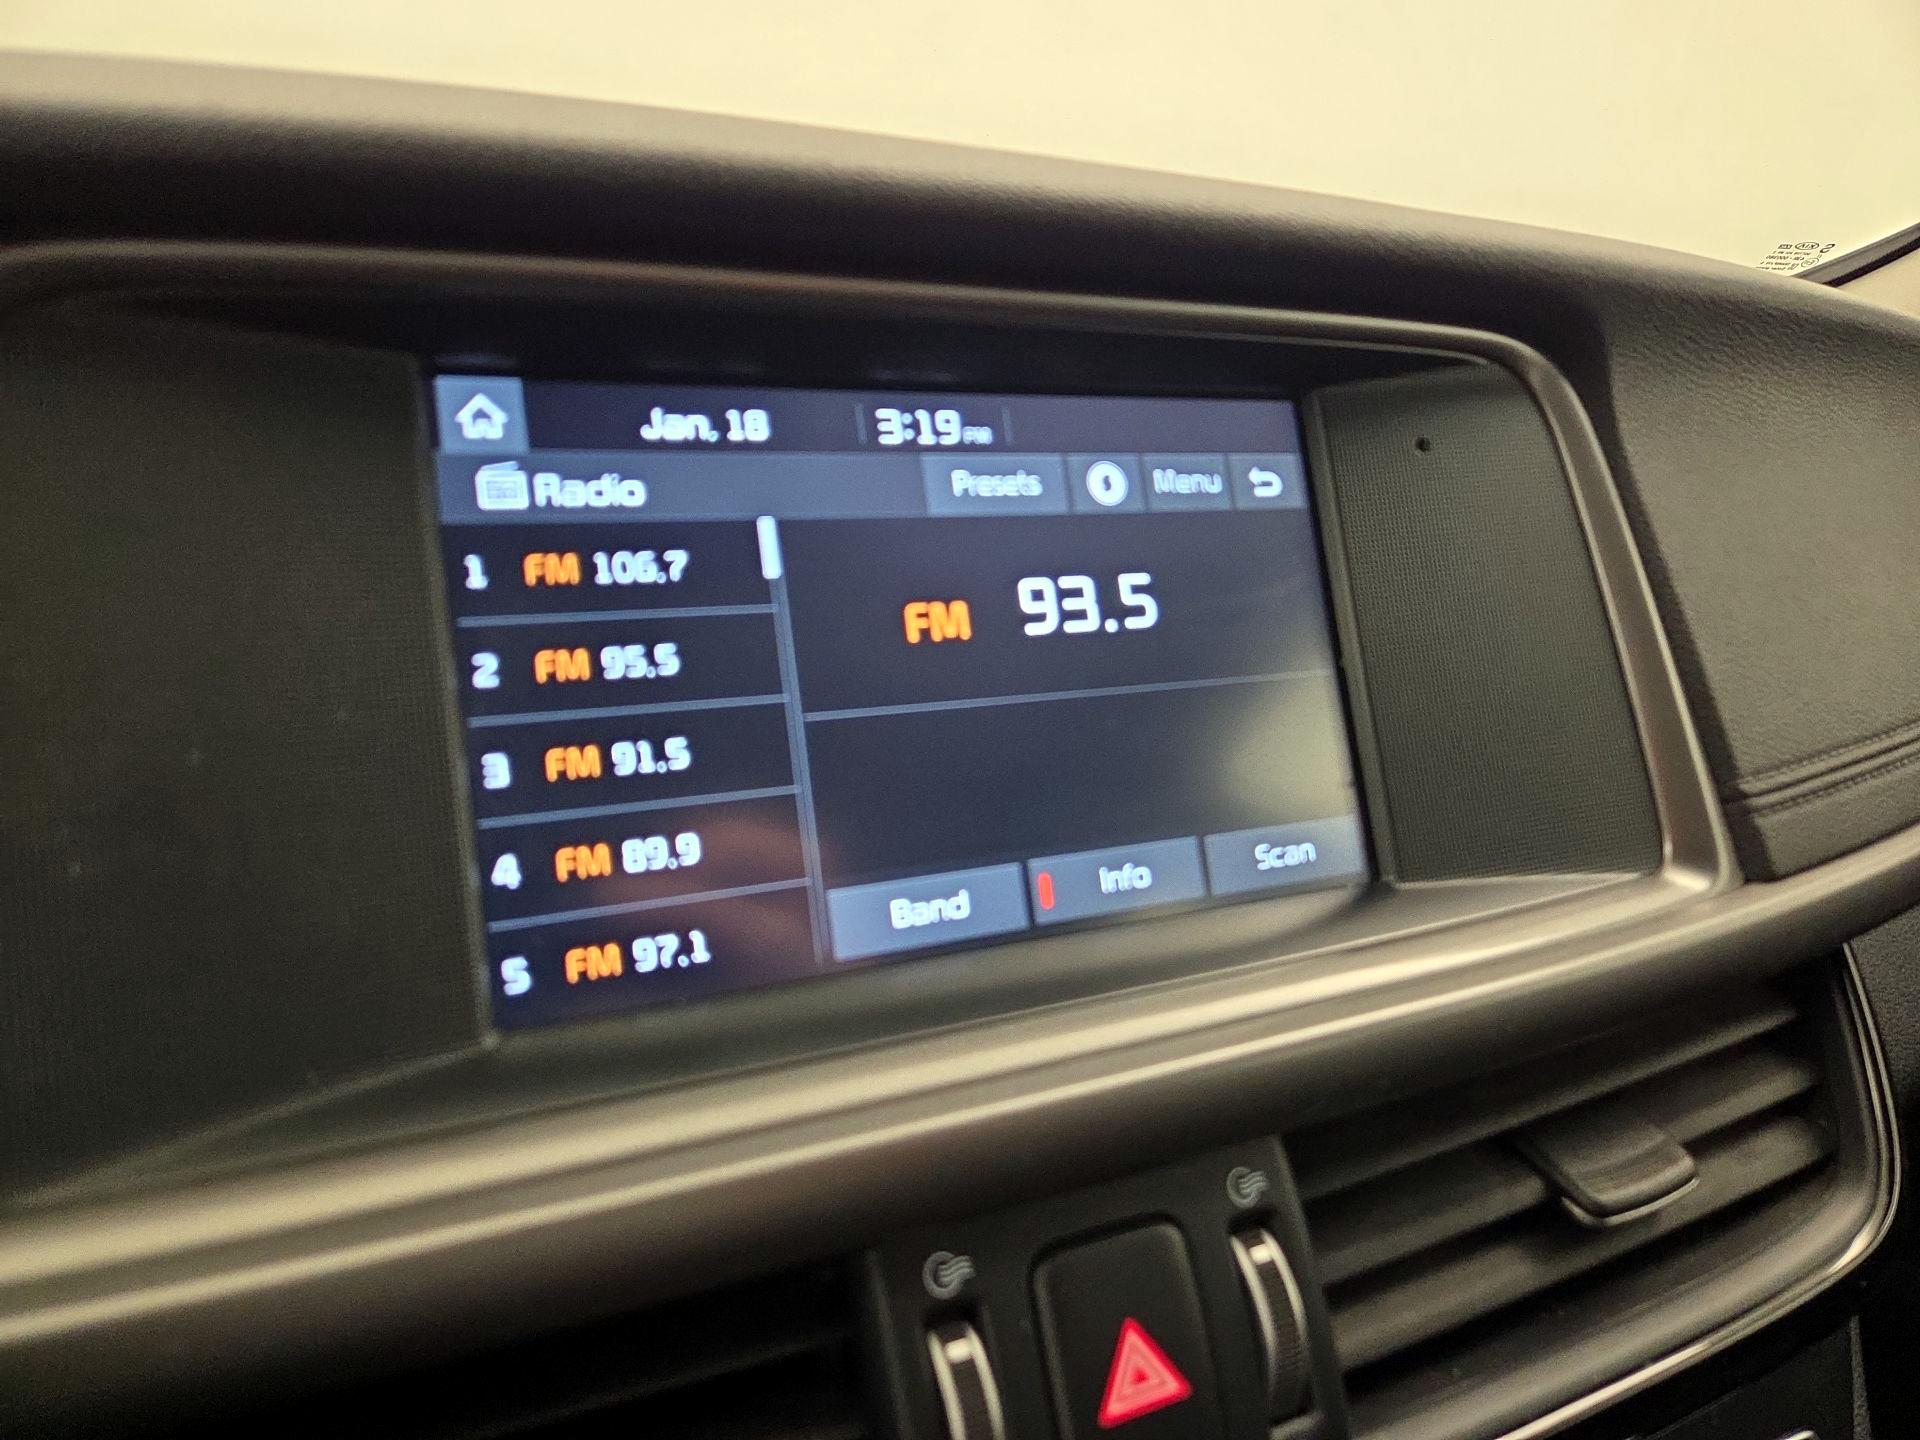 Jan. 18 3:19 PM
Radio Presets Menu
1 FM 106.7
2 FM 95.5
3 FM 91.5
4 FM 89.9
5 FM 97.1
FM 93.5
Band Info Scan